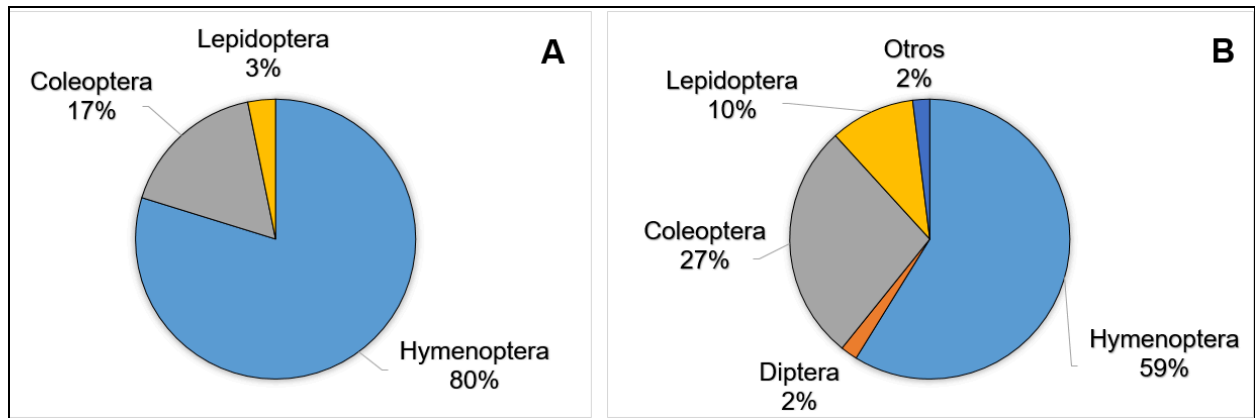 A
Lepidoptera
3%
Coleoptera
17%
Hymenoptera
80%
B
Otros
2%
Lepidoptera
10%
Coleoptera
27%
Hymenoptera
59%
Diptera
2%